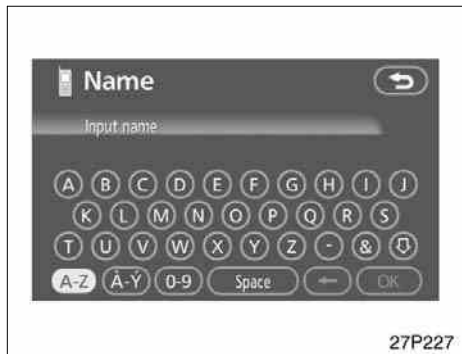 Name
Input name
A B C D E F G H I J
K L M N O P Q R S
T U V W X Y Z - &
A-Z À-Ý 0-9 Space ← OK
27P227